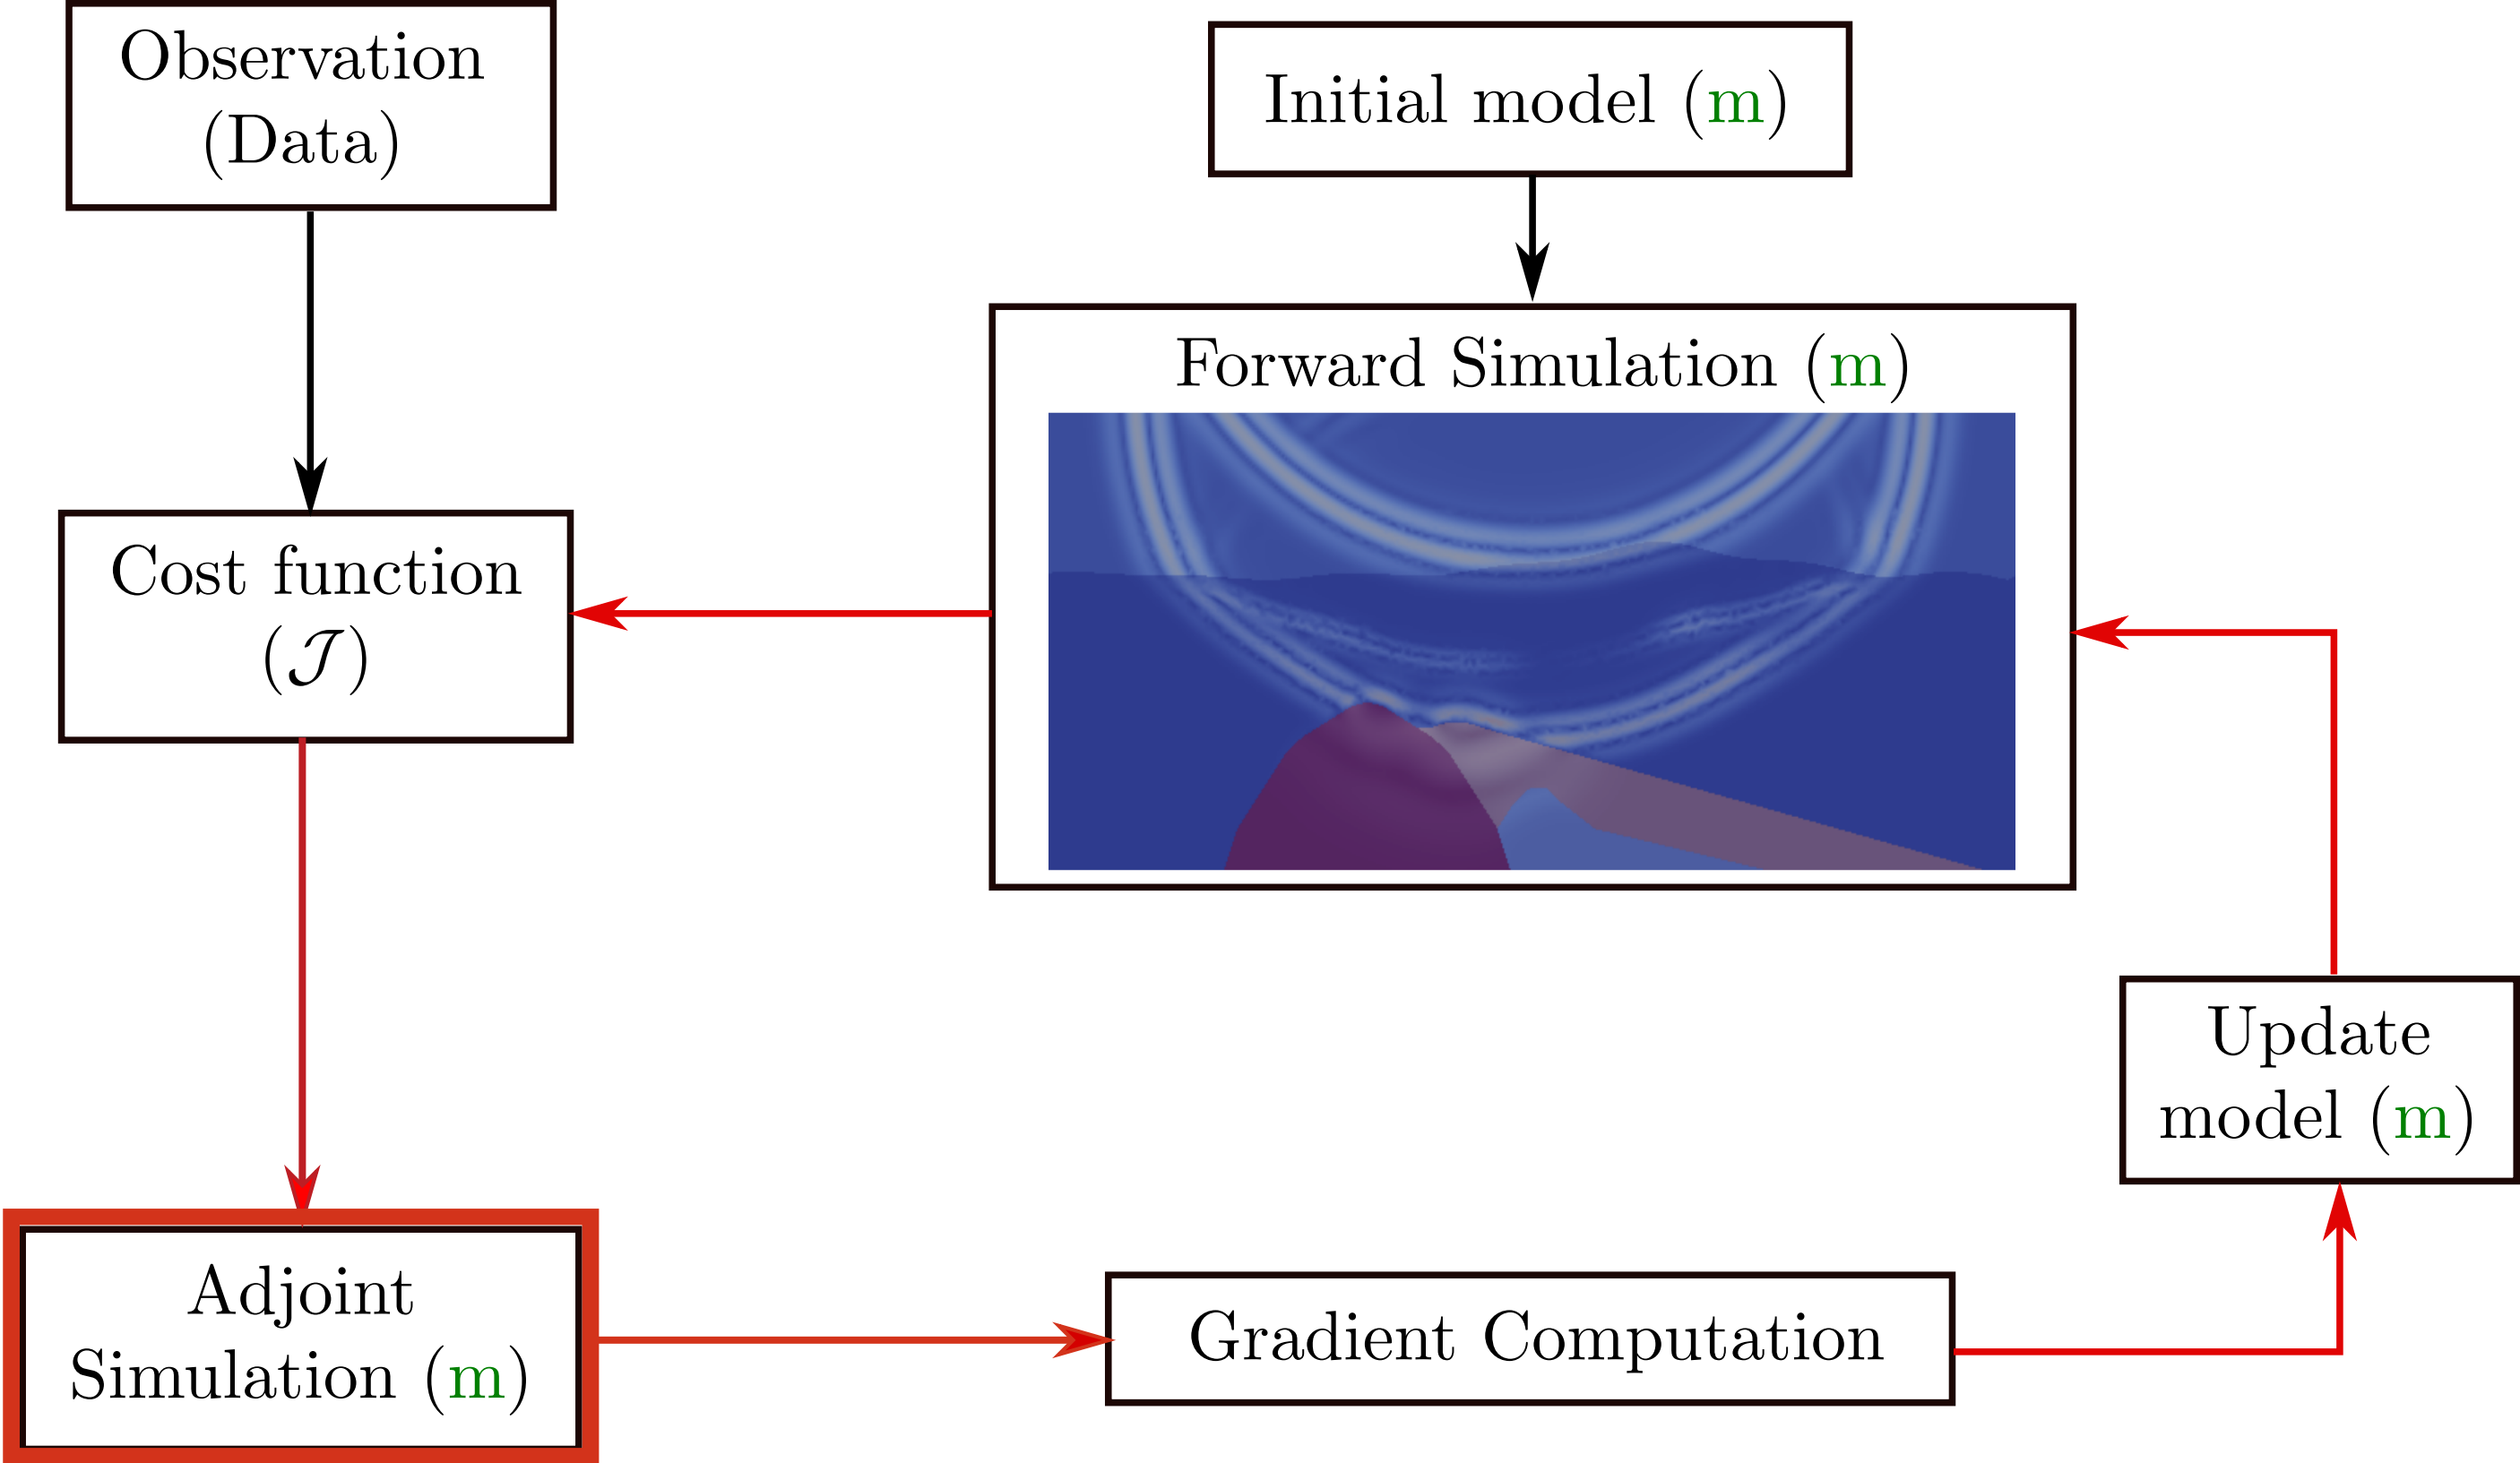 Observation
(Data)
Initial model (m)
Forward Simulation (m)
Cost function
(𝒥)
Update
model (m)
Adjoint
Simulation (m)
Gradient Computation